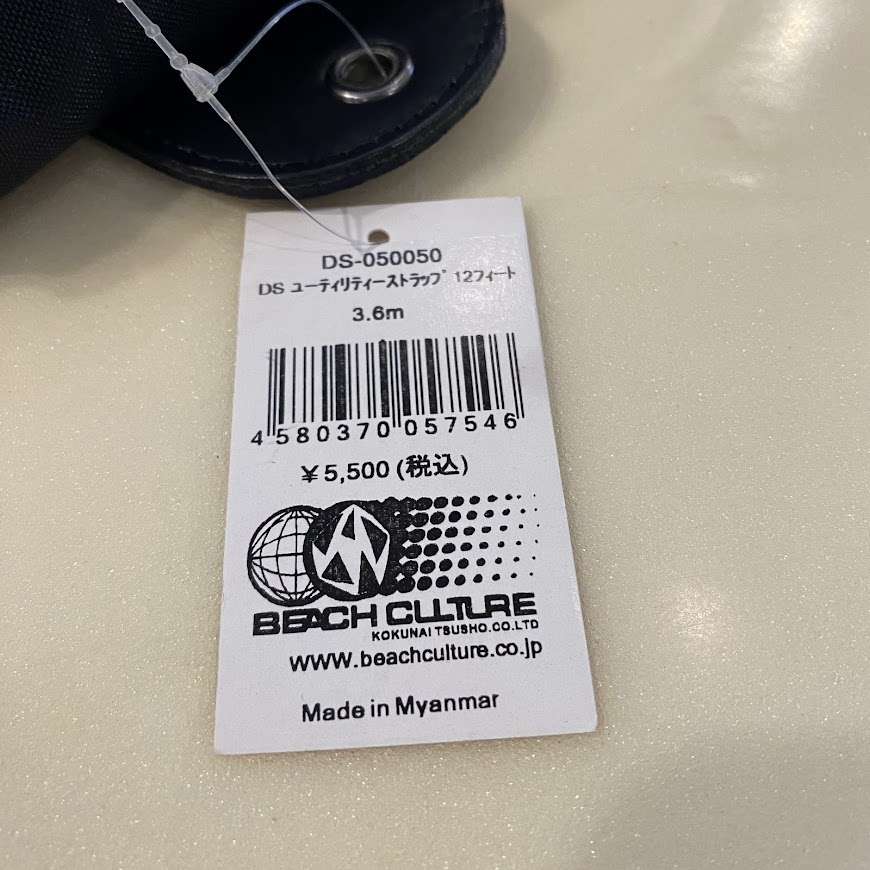 DS-050050
DS ユーティリティーストラップ 12フィート
3.6m
4 580370 057546
¥5,500 (税込)
BEACH CULTURE
KOKUNAI TSUSHO.CO.LTD
www.beachculture.co.jp
Made in Myanmar